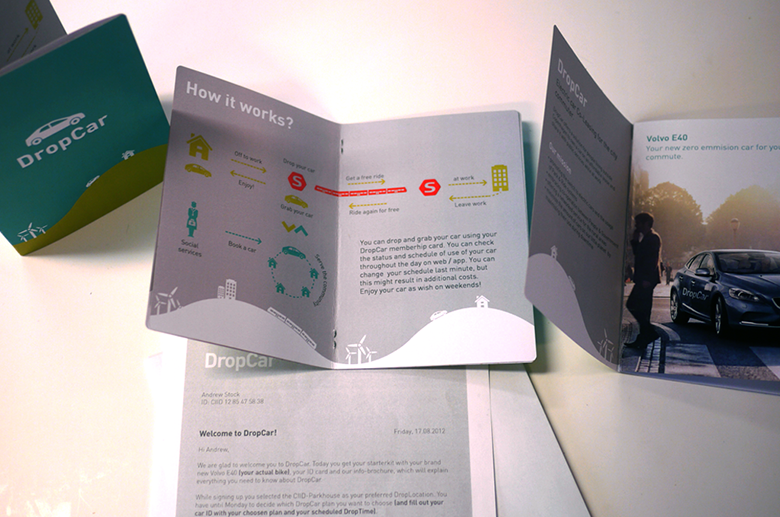 DropCar
How it works?
Off to work
Enjoy!
Drop your car
S
Grab your car
Get a free ride
Ride again for free
S
at work
Leave work
Social
services
Book a car
Serve the community
You can drop and grab your car using your
DropCar memberhip card. You can check
the status and schedule of use of your car
throughout the day on web / app. You can
change your schedule last minute, but
this might result in additional costs.
Enjoy your car as wish on weekends!
DropCar
Our mission
Volvo E40
Your new zero emmision car for you
commute.
DropCar
DropCar
Andrew Stock
Welcome to DropCar!
Friday, 17.08.2012
Hi Andrew,
We are glad to welcome you to DropCar. Today you get your starterkit with your brand
new Volvo E40 (your actual bike), your ID card and our info-brochure, which will explain
everything you need to know about DropCar.
While signing up you selected the CIID-Parkhouse as your preferred DropLocation. You
have until Monday to decide which DropCar plan you want to choose (and fill out your
car ID with your choosen plan and your scheduled DropTime).